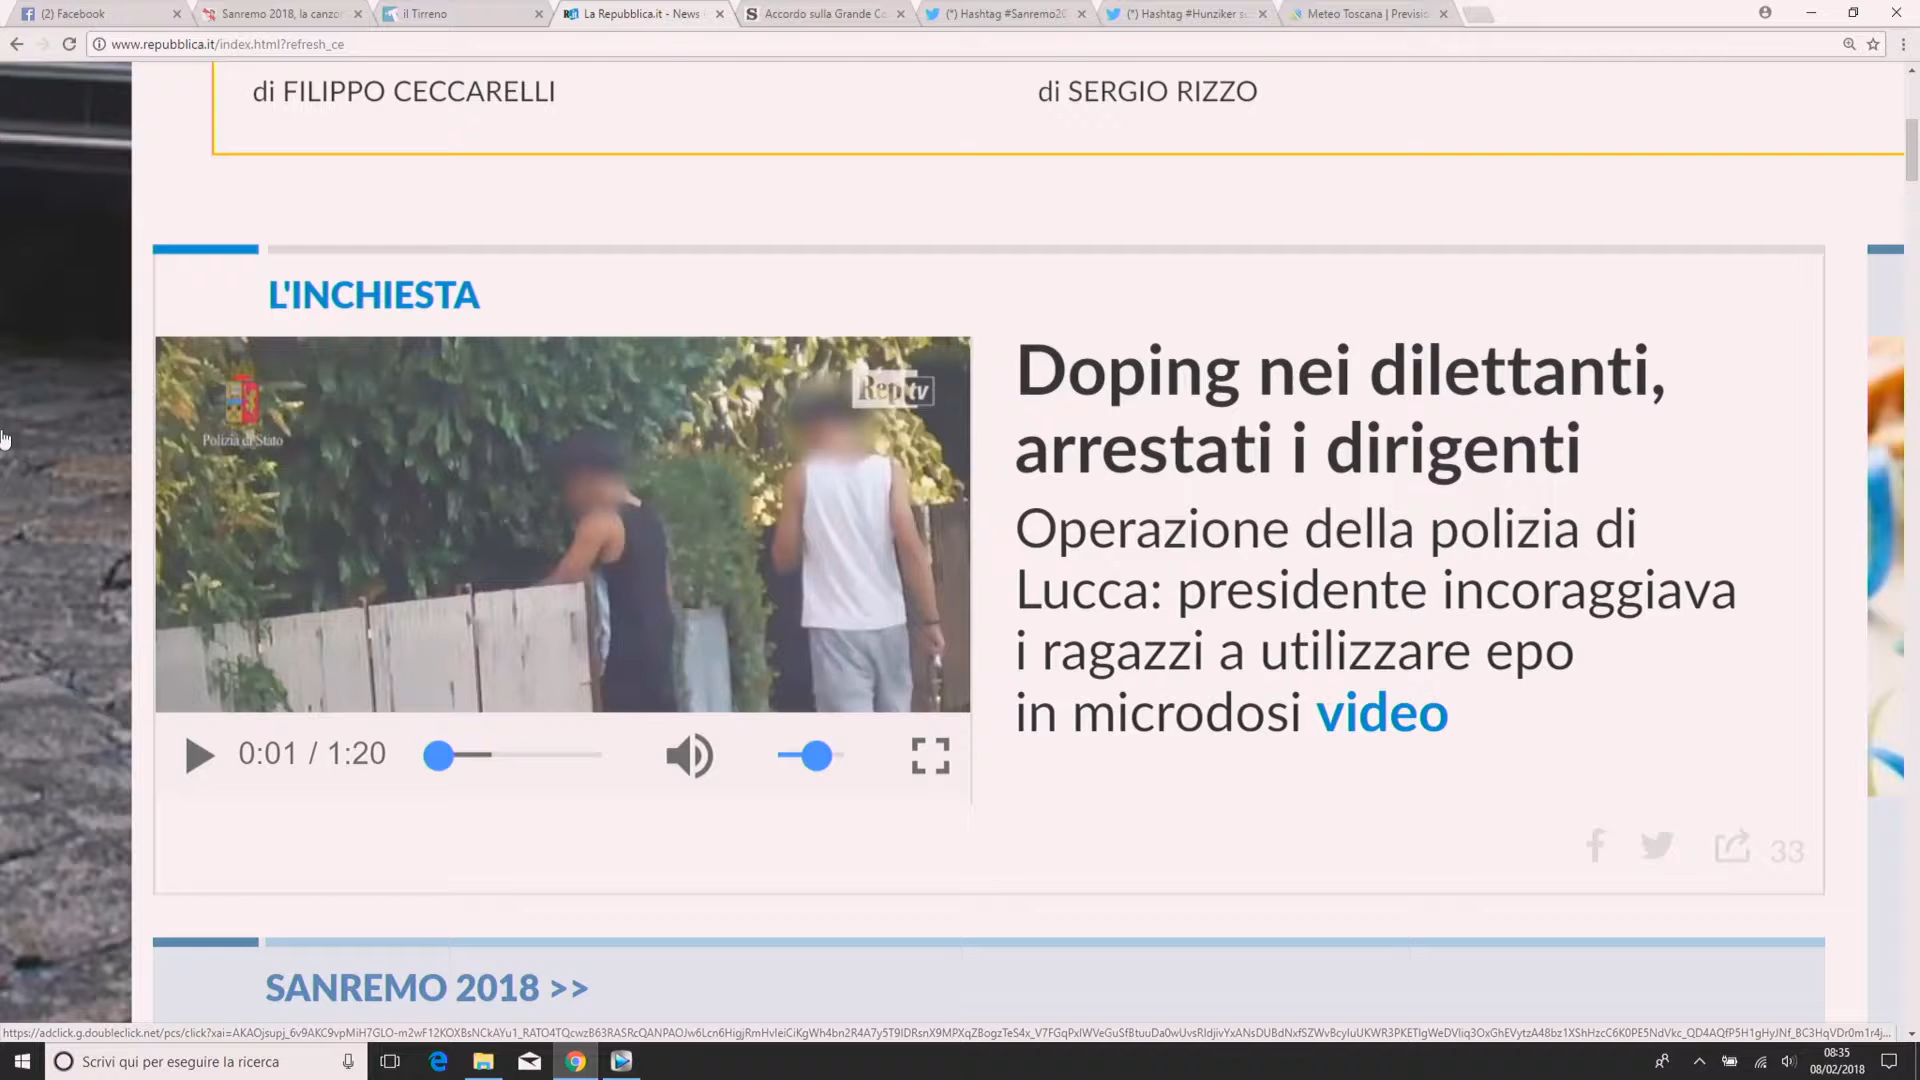 (2) Facebook
Sanremo 2018, la canzo
il Tirreno
La Repubblica.it - News
Accordo sulla Grande Co
(*) Hashtag #Sanremo20
(*) Hashtag #Hunziker su
Meteo Toscana | Previsio
www.repubblica.it/index.html?refresh_ce
di FILIPPO CECCARELLI
di SERGIO RIZZO
L'INCHIESTA
Polizia di Stato
Rep tv
Doping nei dilettanti,
arrestati i dirigenti
Operazione della polizia di
Lucca: presidente incoraggiava
i ragazzi a utilizzare epo
in microdosi video
0:01 / 1:20
33
SANREMO 2018 >>
Scrivi qui per eseguire la ricerca
08:35
08/02/2018